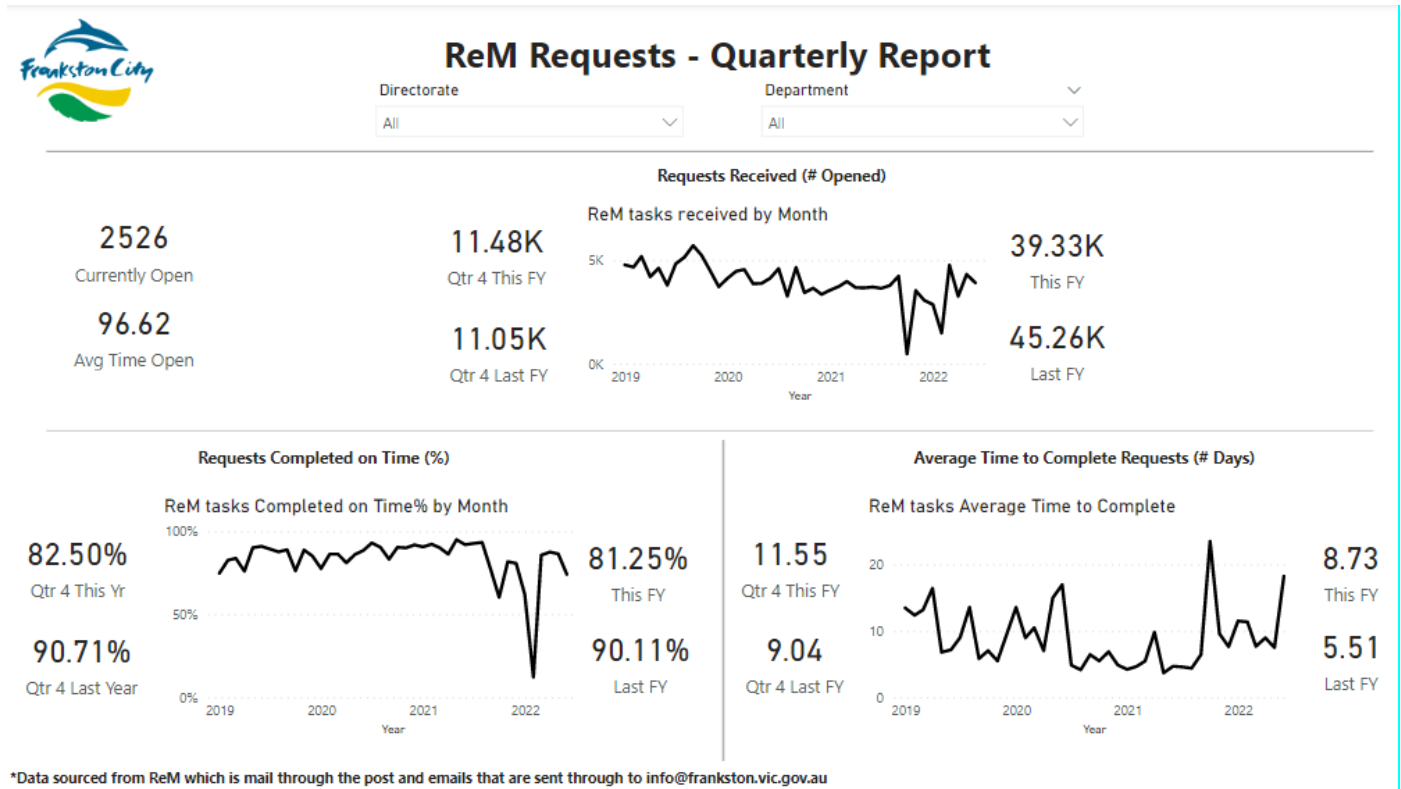 Frankston City
ReM Requests - Quarterly Report
Directorate
Department
All
All
Requests Received (# Opened)
2526
Currently Open
96.62
Avg Time Open
11.48K
Qtr 4 This FY
11.05K
Qtr 4 Last FY
ReM tasks received by Month
5K
0K
2019 2020 2021 2022
Year
39.33K
This FY
45.26K
Last FY
Requests Completed on Time (%)
82.50%
Qtr 4 This Yr
90.71%
Qtr 4 Last Year
ReM tasks Completed on Time% by Month
100%
50%
0%
2019 2020 2021 2022
Year
81.25%
This FY
90.11%
Last FY
Average Time to Complete Requests (# Days)
11.55
Qtr 4 This FY
9.04
Qtr 4 Last FY
ReM tasks Average Time to Complete
20
10
0
2019 2020 2021 2022
Year
8.73
This FY
5.51
Last FY
*Data sourced from ReM which is mail through the post and emails that are sent through to info@frankston.vic.gov.au